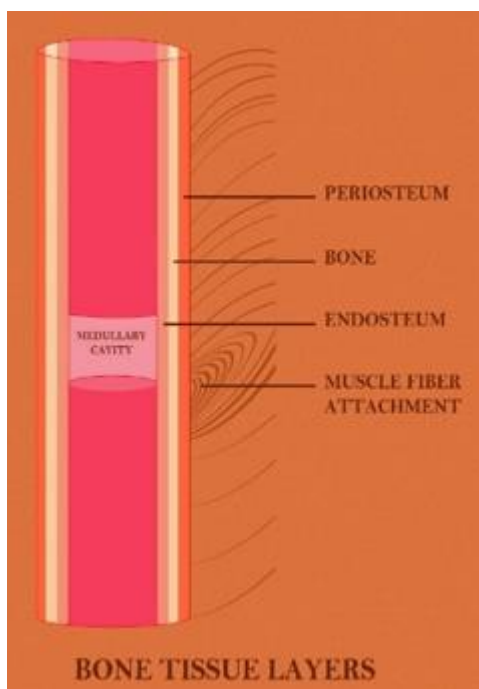 PERIOSTEUM
BONE
ENDOSTEUM
MEDULLARY
CAVITY
MUSCLE FIBER
ATTACHMENT
BONE TISSUE LAYERS